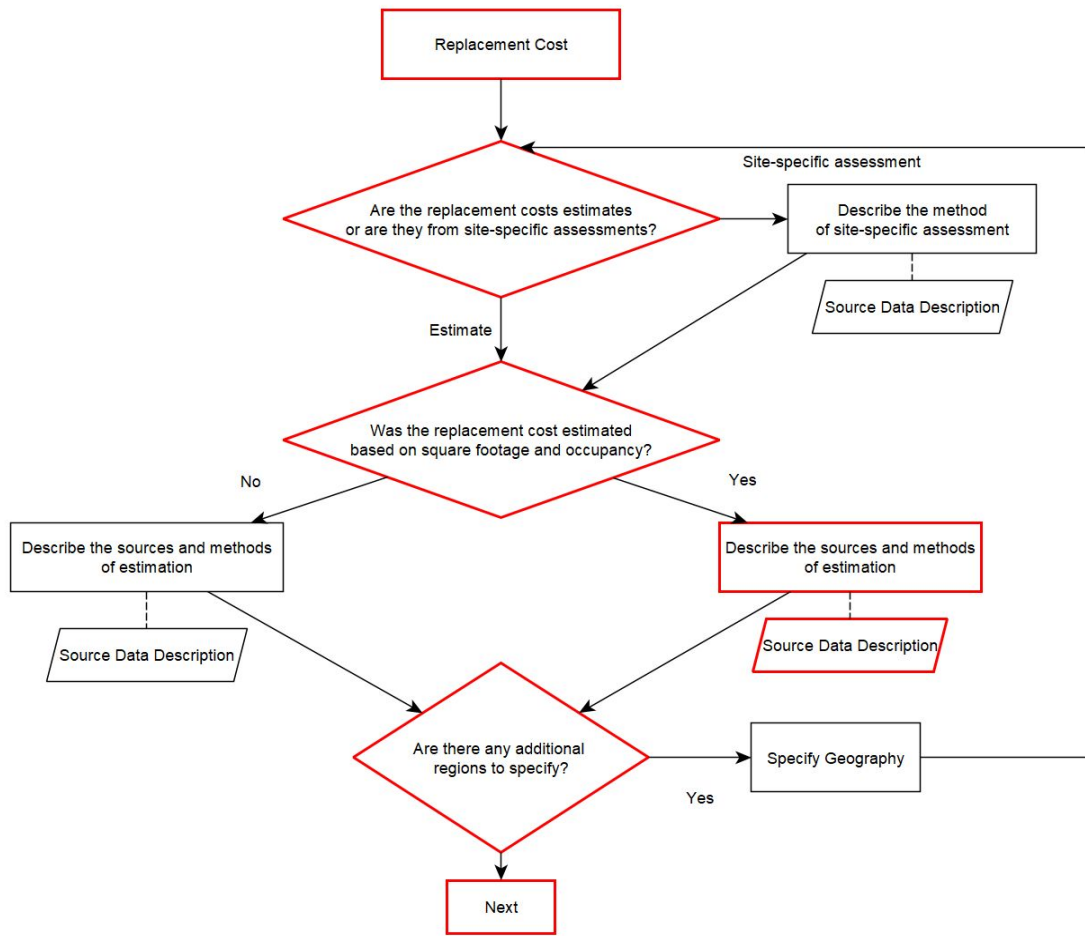 Replacement Cost
Site-specific assessment
Are the replacement costs estimates
or are they from site-specific assessments?
Describe the method
of site-specific assessment
Source Data Description
Estimate
Was the replacement cost estimated
based on square footage and occupancy?
No
Yes
Describe the sources and methods
of estimation
Describe the sources and methods
of estimation
Source Data Description
Source Data Description
Are there any additional
regions to specify?
Specify Geography
Yes
Next